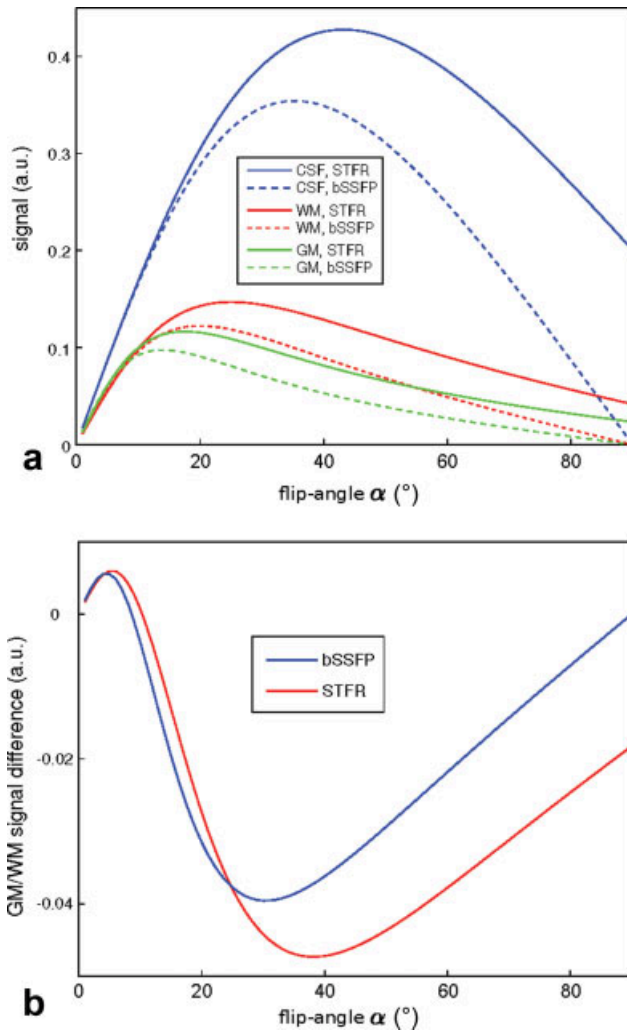 0.4
0.3
0.2
0.1
0
signal (a.u.)
CSF, STFR
CSF, bSSFP
WM, STFR
WM, bSSFP
GM, STFR
GM, bSSFP
0 20 40 60 80
flip-angle α (°)
a
0
-0.02
-0.04
GM/WM signal difference (a.u.)
bSSFP
STFR
0 20 40 60 80
flip-angle α (°)
b